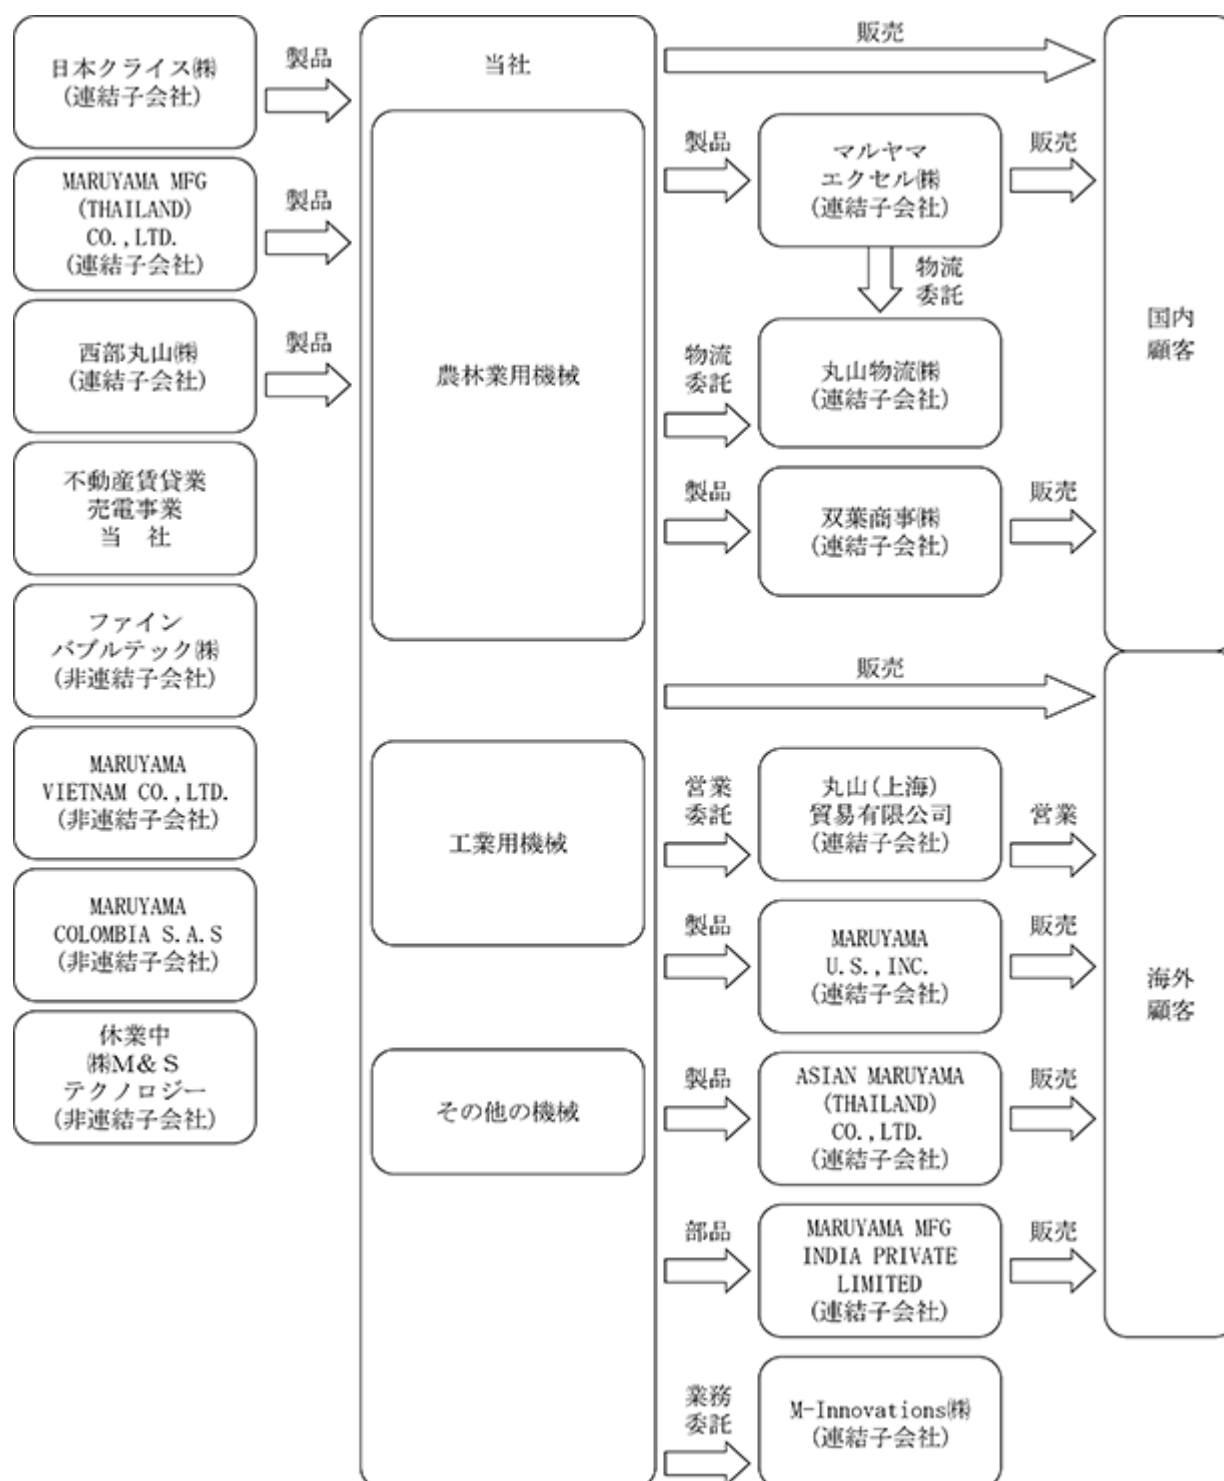 日本クライス㈱
(連結子会社)
製品
MARUYAMA MFG
(THAILAND)
CO.,LTD.
(連結子会社)
製品
西部丸山㈱
(連結子会社)
製品
不動産賃貸業
売電事業
当　社
ファイン
バブルテック㈱
(非連結子会社)
MARUYAMA
VIETNAM CO.,LTD.
(非連結子会社)
MARUYAMA
COLOMBIA S.A.S
(非連結子会社)
休業中
㈱M&S
テクノロジー
(非連結子会社)
当社
農林業用機械
工業用機械
その他の機械
販売
製品
マルヤマ
エクセル㈱
(連結子会社)
販売
物流
委託
物流
委託
丸山物流㈱
(連結子会社)
製品
双葉商事㈱
(連結子会社)
販売
国内
顧客
販売
営業
委託
丸山(上海)
貿易有限公司
(連結子会社)
営業
製品
MARUYAMA
U.S.,INC.
(連結子会社)
販売
製品
ASIAN MARUYAMA
(THAILAND)
CO.,LTD.
(連結子会社)
販売
部品
MARUYAMA MFG
INDIA PRIVATE
LIMITED
(連結子会社)
販売
海外
顧客
業務
委託
M-Innovations㈱
(連結子会社)